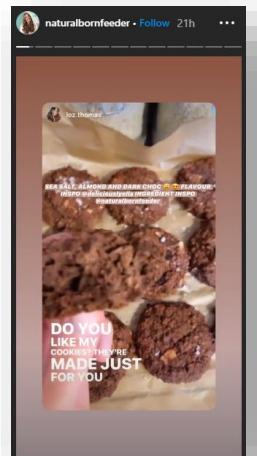 naturalbornfeeder • Follow 21h
loz.thomas
SEA SALT, ALMOND AND DARK CHOC 😍😍 FLAVOUR
INSPO @deliciouslyella INGREDIENT INSPO
@naturalbornfeeder
DO YOU
LIKE MY
COOKIES? THEY'RE
MADE JUST
FOR YOU